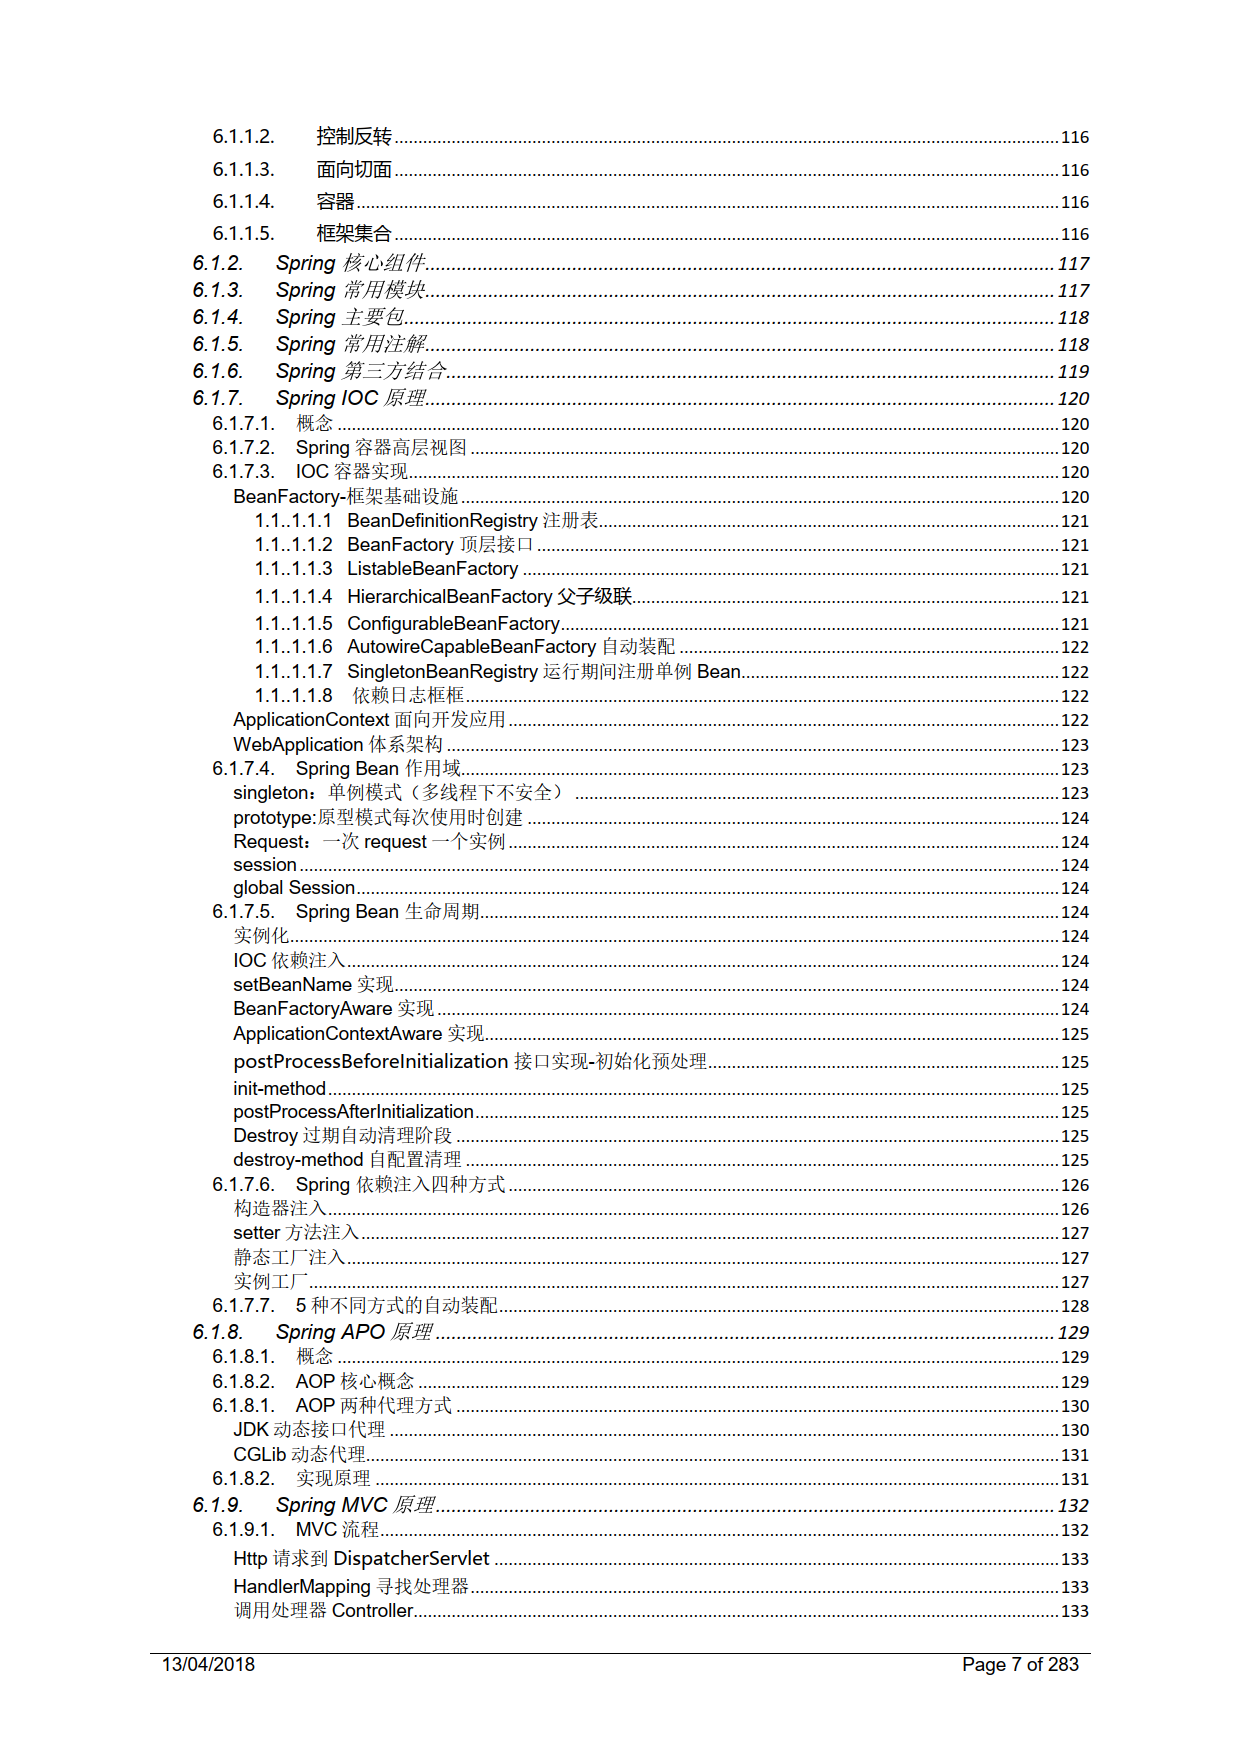 6.1.1.2. 控制反转 116
6.1.1.3. 面向切面 116
6.1.1.4. 容器 116
6.1.1.5. 框架集合 116
6.1.2. Spring 核心组件 117
6.1.3. Spring 常用模块 117
6.1.4. Spring 主要包 118
6.1.5. Spring 常用注解 118
6.1.6. Spring 第三方结合 119
6.1.7. Spring IOC 原理 120
6.1.7.1. 概念 120
6.1.7.2. Spring 容器高层视图 120
6.1.7.3. IOC 容器实现 120
BeanFactory-框架基础设施 120
1.1..1.1.1 BeanDefinitionRegistry 注册表 121
1.1..1.1.2 BeanFactory 顶层接口 121
1.1..1.1.3 ListableBeanFactory 121
1.1..1.1.4 HierarchicalBeanFactory 父子级联 121
1.1..1.1.5 ConfigurableBeanFactory 121
1.1..1.1.6 AutowireCapableBeanFactory 自动装配 122
1.1..1.1.7 SingletonBeanRegistry 运行期间注册单例 Bean 122
1.1..1.1.8 依赖日志框框 122
ApplicationContext 面向开发应用 122
WebApplication 体系架构 123
6.1.7.4. Spring Bean 作用域 123
singleton：单例模式（多线程下不安全） 123
prototype:原型模式每次使用时创建 124
Request：一次 request 一个实例 124
session 124
global Session 124
6.1.7.5. Spring Bean 生命周期 124
实例化 124
IOC 依赖注入 124
setBeanName 实现 124
BeanFactoryAware 实现 124
ApplicationContextAware 实现 125
postProcessBeforeInitialization 接口实现-初始化预处理 125
init-method 125
postProcessAfterInitialization 125
Destroy 过期自动清理阶段 125
destroy-method 自配置清理 125
6.1.7.6. Spring 依赖注入四种方式 126
构造器注入 126
setter 方法注入 127
静态工厂注入 127
实例工厂 127
6.1.7.7. 5 种不同方式的自动装配 128
6.1.8. Spring APO 原理 129
6.1.8.1. 概念 129
6.1.8.2. AOP 核心概念 129
6.1.8.1. AOP 两种代理方式 130
JDK 动态接口代理 130
CGLib 动态代理 131
6.1.8.2. 实现原理 131
6.1.9. Spring MVC 原理 132
6.1.9.1. MVC 流程 132
Http 请求到 DispatcherServlet 133
HandlerMapping 寻找处理器 133
调用处理器 Controller 133
13/04/2018 Page 7 of 283